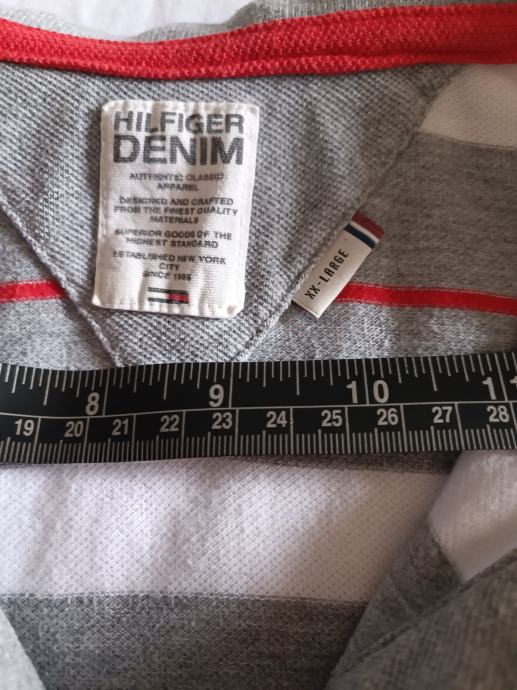 HILFIGER
DENIM
AUTHENTIC CLASSIC
APPAREL
DESIGNED AND CRAFTED
FROM THE FINEST QUALITY
MATERIALS
SUPERIOR GOODS OF THE
HIGHEST STANDARD
ESTABLISHED NEW YORK
CITY
SINCE 1985
XX-LARGE
8 9 10 11
19 20 21 22 23 24 25 26 27 28